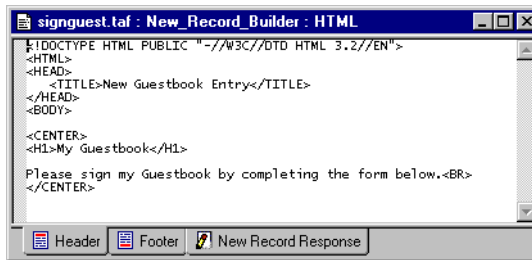 signguest.taf : New_Record_Builder : HTML
<!DOCTYPE HTML PUBLIC "-//W3C//DTD HTML 3.2//EN">
<HTML>
<HEAD>
<TITLE>New Guestbook Entry</TITLE>
</HEAD>
<BODY>
<CENTER>
<H1>My Guestbook</H1>
Please sign my Guestbook by completing the form below.<BR>
</CENTER>
Header Footer New Record Response